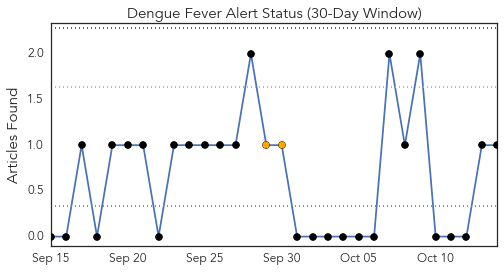 Dengue Fever Alert Status (30-Day Window)
Articles Found
2.0
1.5
1.0
0.5
0.0
Sep 15
Sep 20
Sep 25
Sep 30
Oct 05
Oct 10